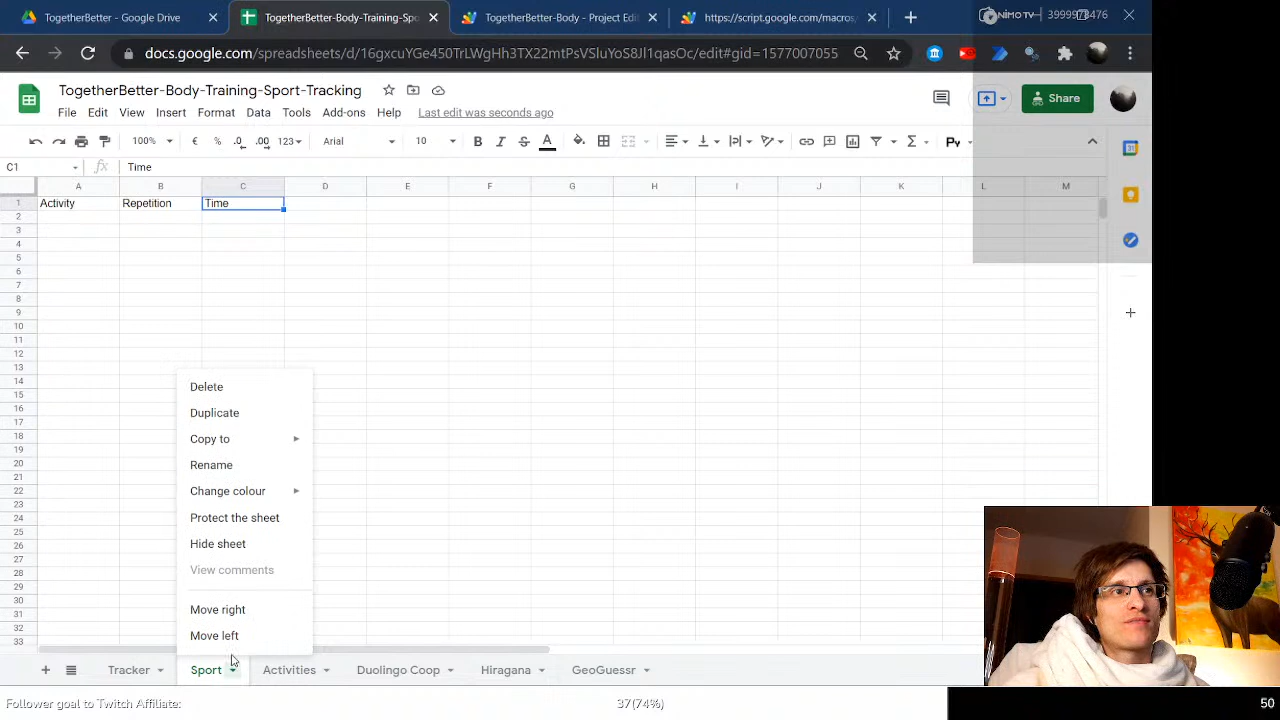 TogetherBetter - Google Drive
TogetherBetter-Body-Training-Spo
TogetherBetter-Body - Project Edit
https://script.google.com/macros/
NIMO TV
docs.google.com/spreadsheets/d/16gxcuYGe450TrLWgHh3TX22mtPsVSluYoS8Jl1qasOc/edit#gid=1577007055
TogetherBetter-Body-Training-Sport-Tracking
File Edit View Insert Format Data Tools Add-ons Help Last edit was seconds ago
Share
100% € % .0 .00 123 Arial 10 B I S A Σ Py
C1 fx Time
A B C D E F G H I J K L M
1 Activity Repetition Time
2
3
4
5
6
7
8
9
10
11
12
13
14
15
16
17
18
19
20
21
22
23
24
25
26
27
28
29
30
31
32
33
Delete
Duplicate
Copy to
Rename
Change colour
Protect the sheet
Hide sheet
View comments
Move right
Move left
+ Tracker Sport Activities Duolingo Coop Hiragana GeoGuessr
Follower goal to Twitch Affiliate: 37(74%) 50